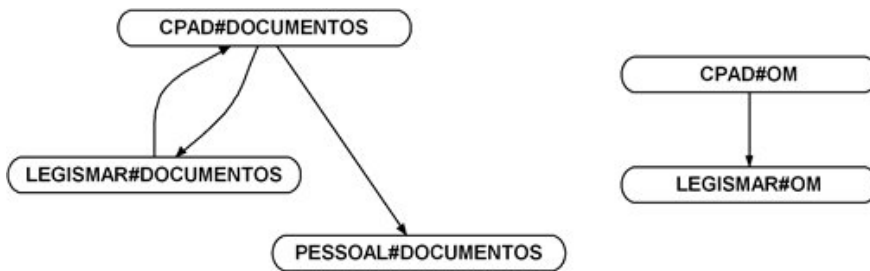 CPAD#DOCUMENTOS
CPAD#OM
LEGISMAR#DOCUMENTOS
LEGISMAR#OM
PESSOAL#DOCUMENTOS